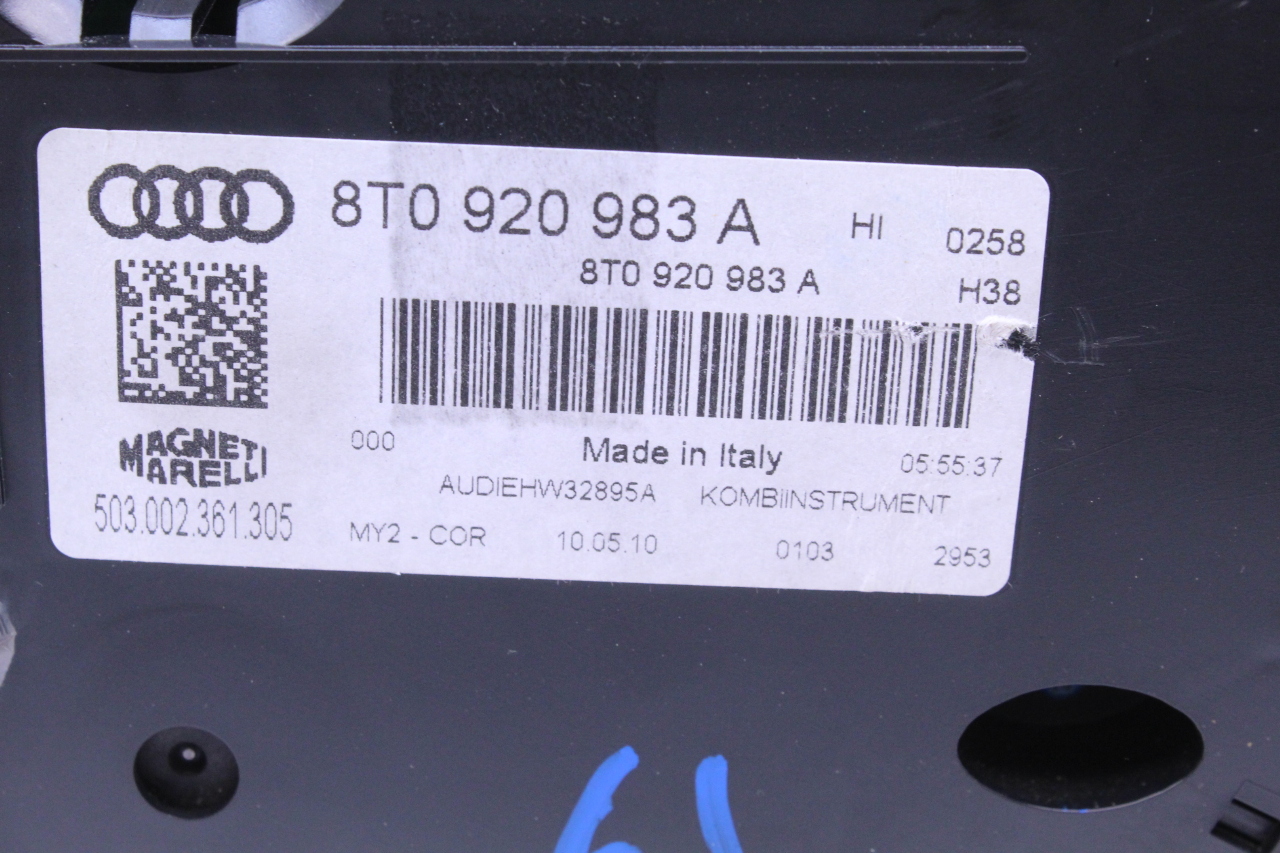 8T0 920 983 A HI 0258
8T0 920 983 A H38
000 Made in Italy 05:55:37
MAGNETI
MARELLI
AUDIEHW32895A KOMBIINSTRUMENT
503.002.361.305
MY2 - COR 10.05.10 0103 2953